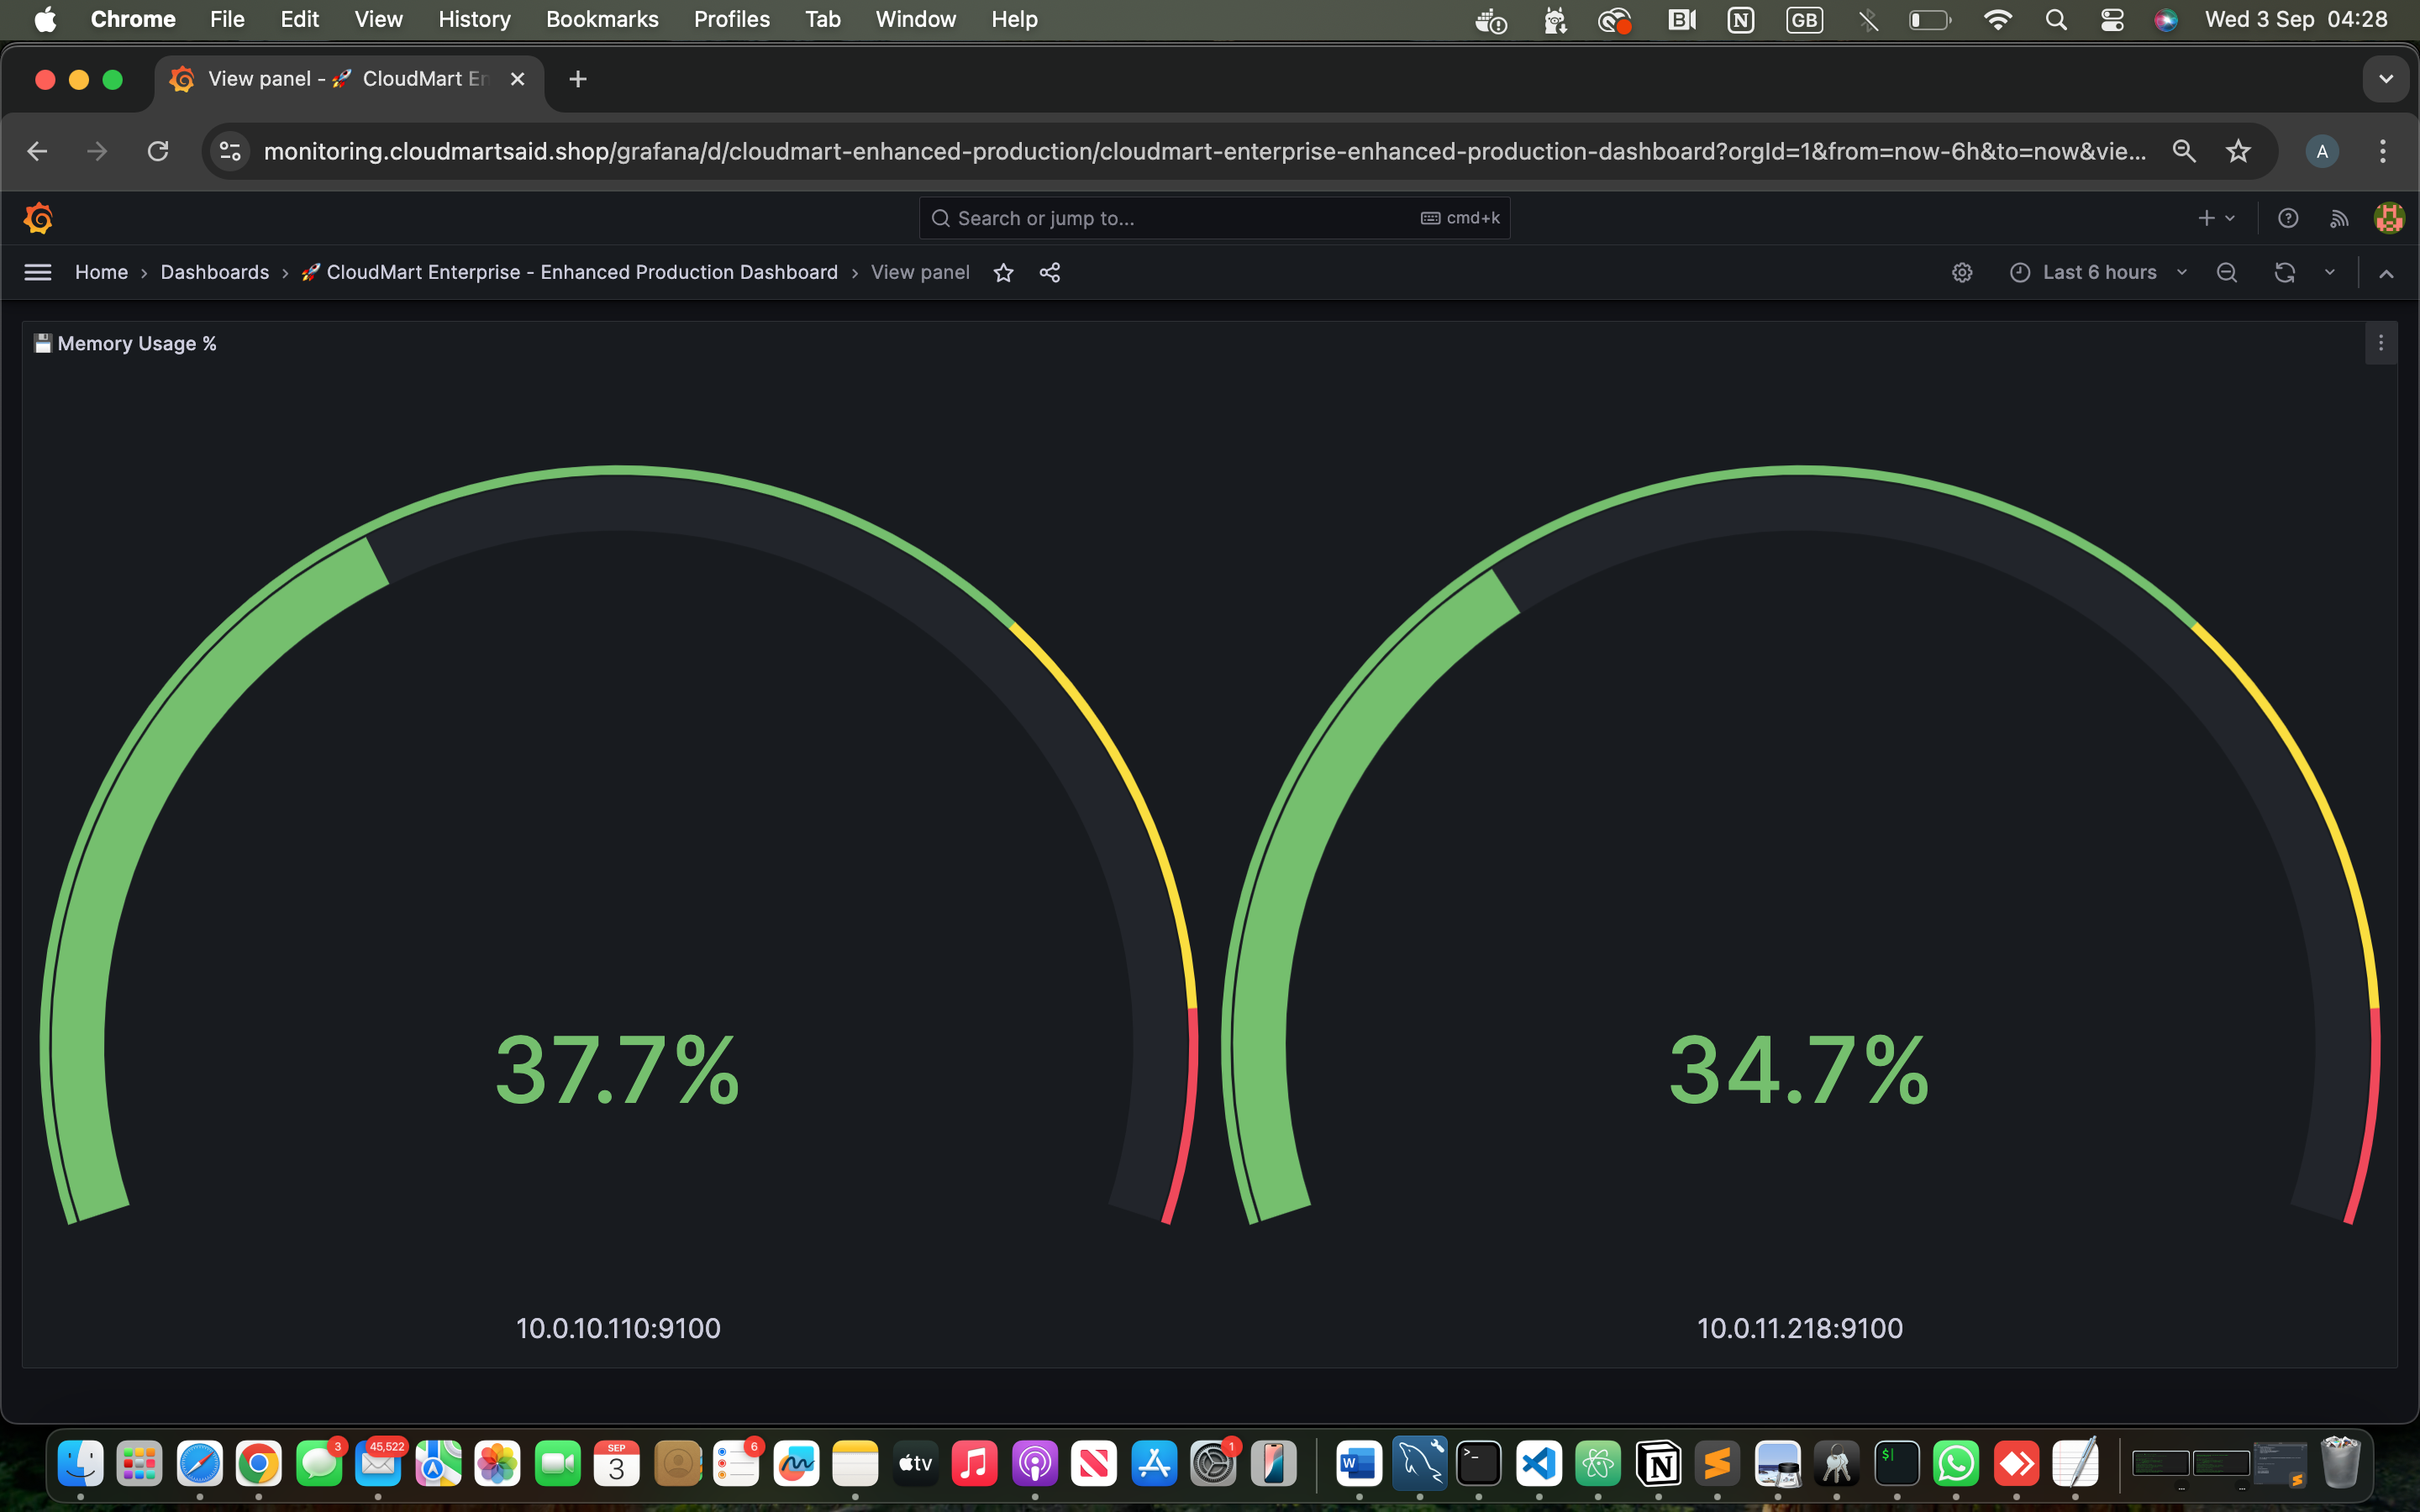 Chrome File Edit View History Bookmarks Profiles Tab Window Help GB Wed 3 Sep 04:28
View panel - 🚀 CloudMart En
monitoring.cloudmartsaid.shop/grafana/d/cloudmart-enhanced-production/cloudmart-enterprise-enhanced-production-dashboard?orgId=1&from=now-6h&to=now&vie... A
Search or jump to... cmd+k
Home › Dashboards › 🚀 CloudMart Enterprise - Enhanced Production Dashboard › View panel Last 6 hours
💾 Memory Usage %
37.7% 34.7%
10.0.10.110:9100 10.0.11.218:9100
3 45,522 SEP 3 6 tv 1 W >_ N $